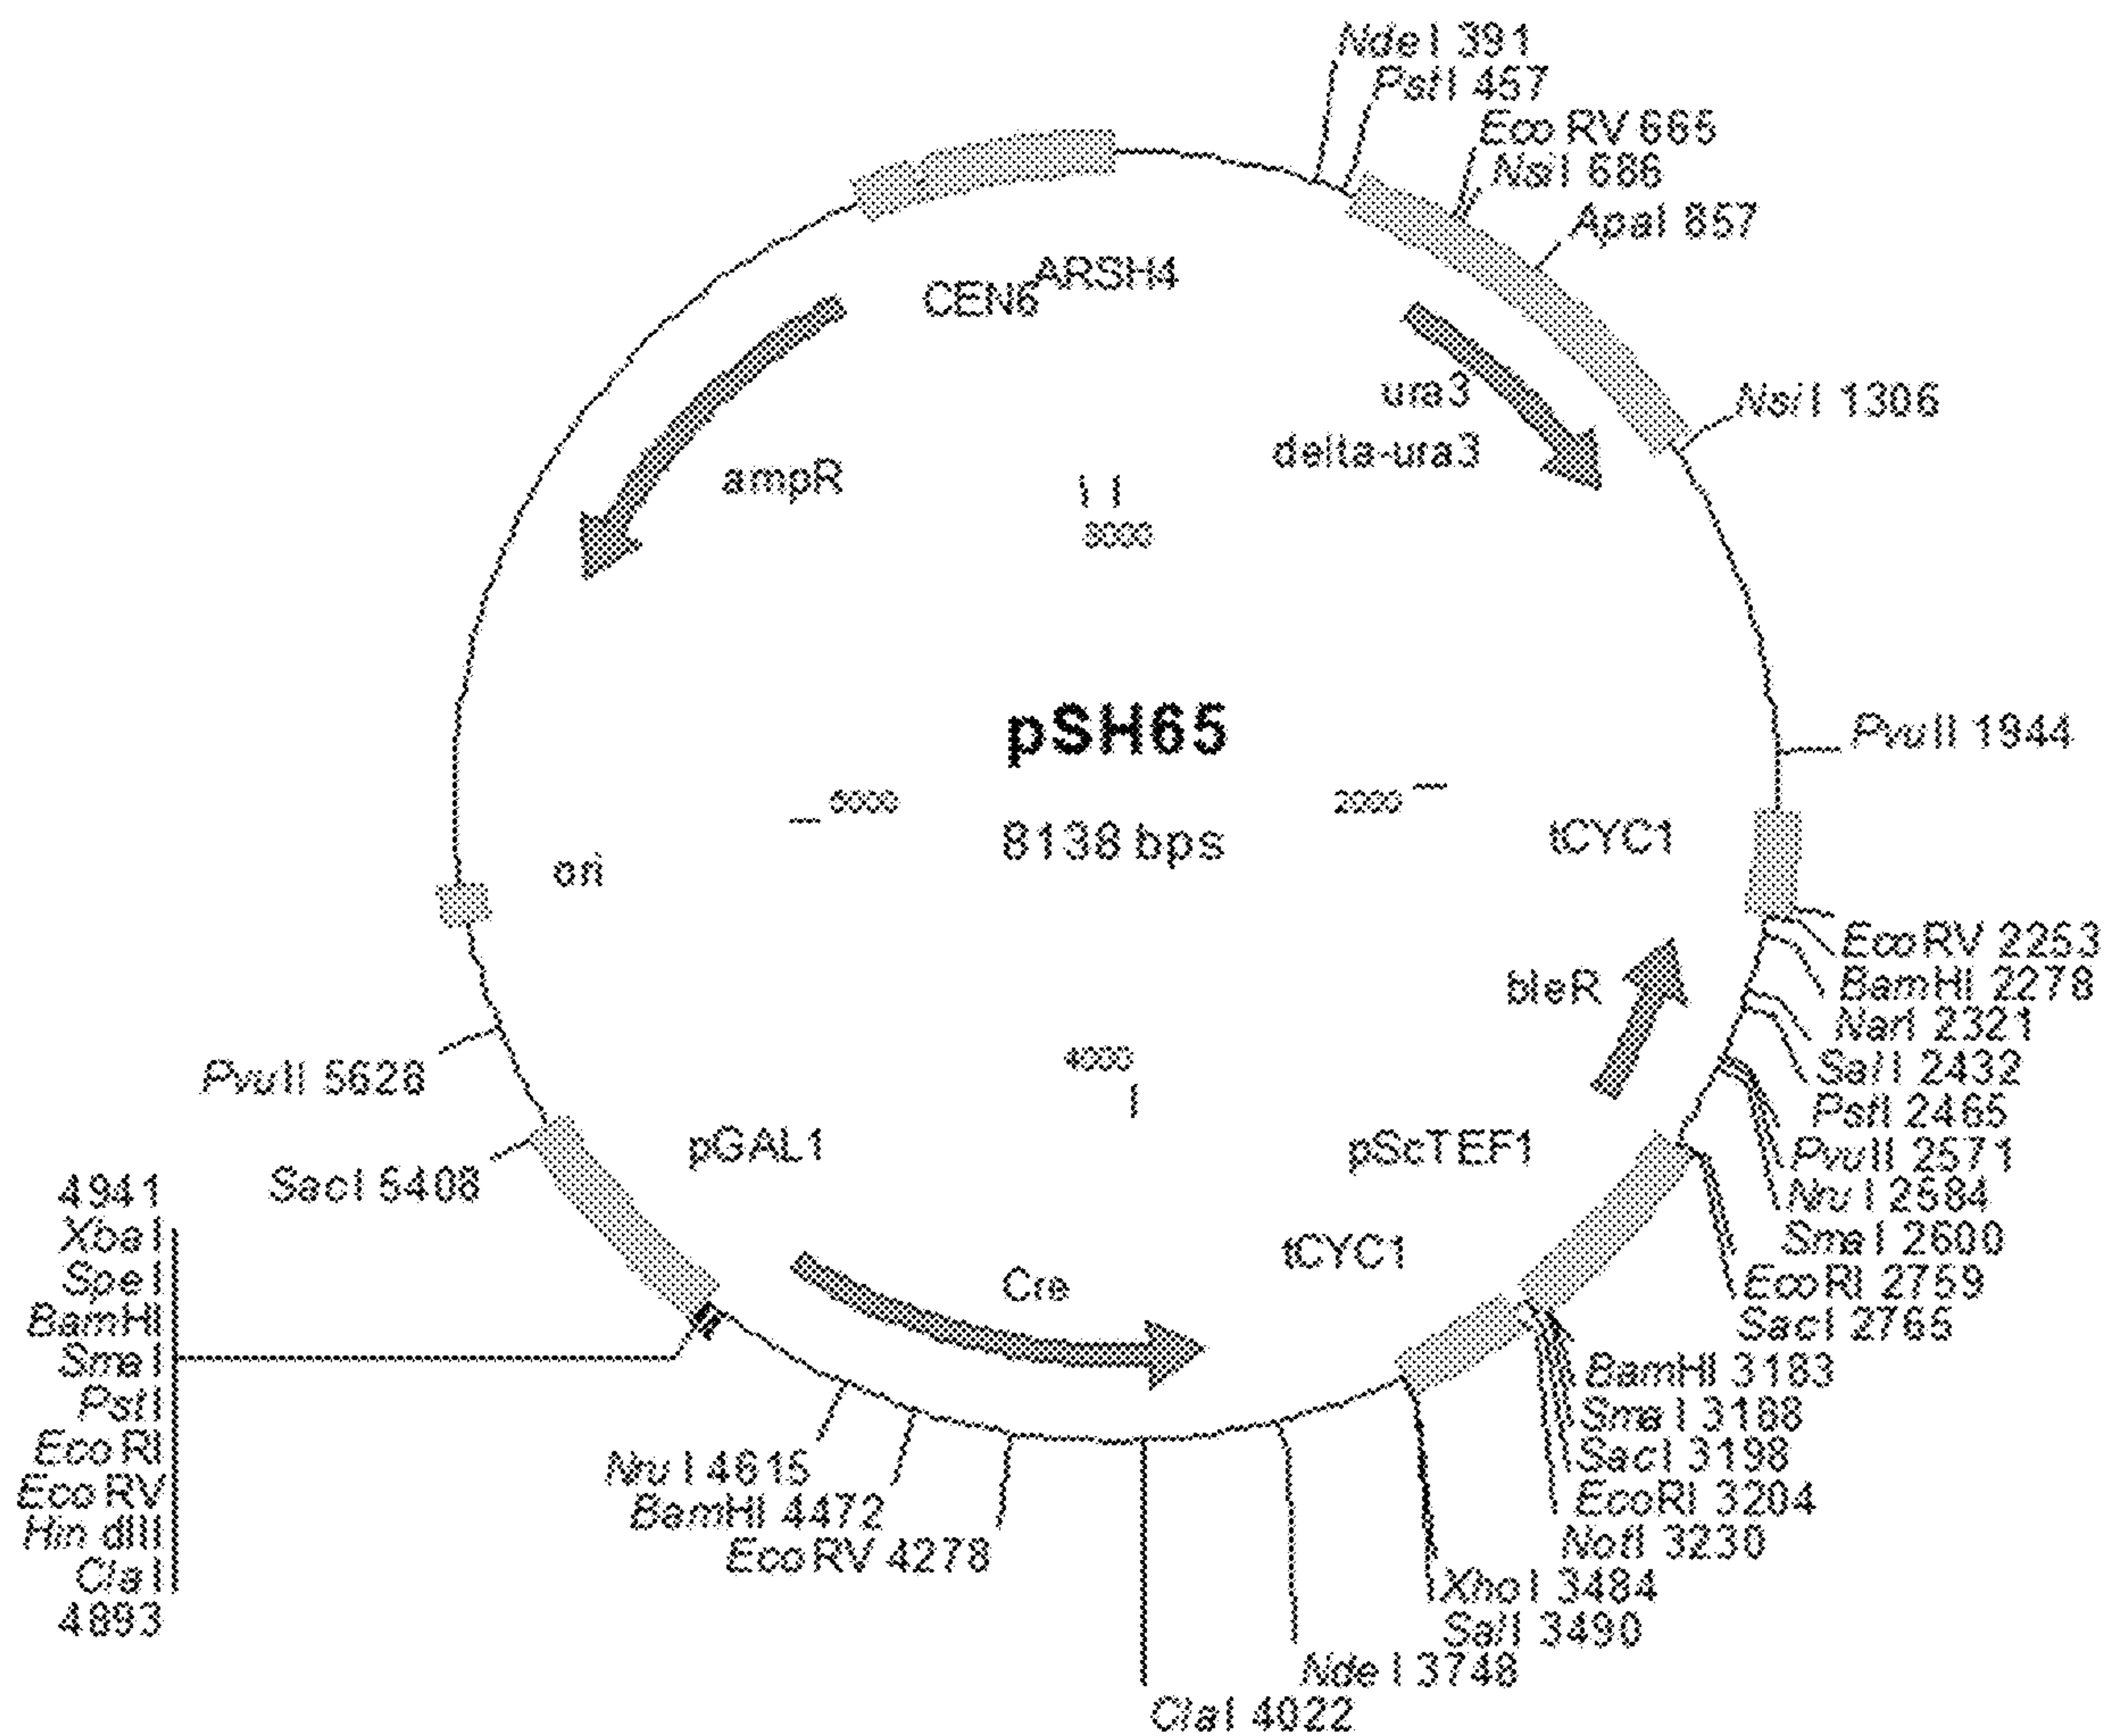 NdeI 391
PstI 457
EcoRV 665
NsiI 686
ApaI 857
CEN6
ARSH4
ura3
delta-ura3
NsiI 1306
ampR
8000
pSH65
8138 bps
PvuII 1944
6000
2000
tCYC1
ori
EcoRV 2253
BamHI 2278
NarI 2321
SalI 2432
PstI 2465
PvuII 2571
NruI 2584
SmaI 2600
EcoRI 2759
SacI 2765
bleR
4000
PvuII 5628
pGAL1
pScTEF1
SacI 5408
tCYC1
Cre
4941
XbaI
SpeI
BamHI
SmaI
PstI
EcoRI
EcoRV
HindIII
ClaI
4893
BamHI 3183
SmaI 3188
SacI 3198
EcoRI 3204
NotI 3230
XhoI 3484
SalI 3490
NdeI 3748
ClaI 4022
NruI 4615
BamHI 4472
EcoRV 4278